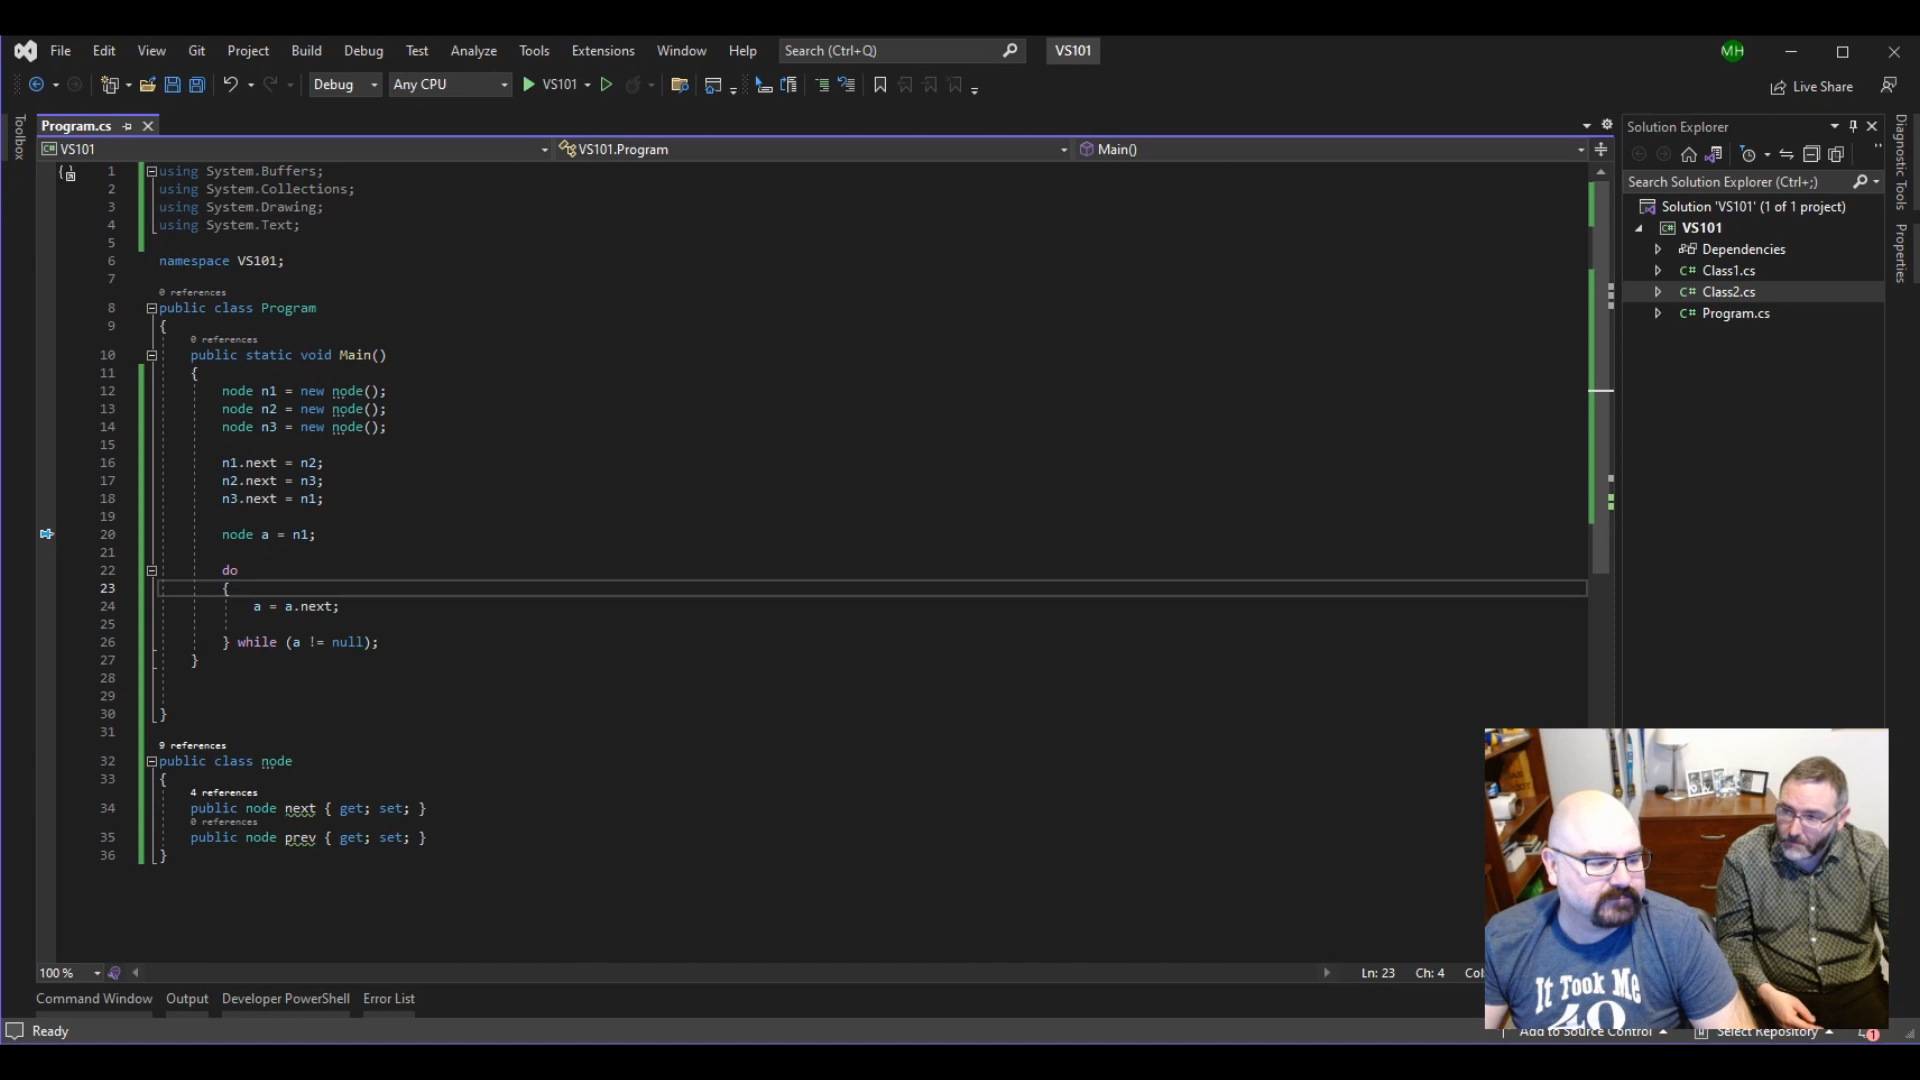 File Edit View Git Project Build Debug Test Analyze Tools Extensions Window Help Search (Ctrl+Q) VS101 MH
Debug Any CPU VS101 Live Share
Toolbox
Program.cs
VS101 VS101.Program Main()
1 using System.Buffers;
2 using System.Collections;
3 using System.Drawing;
4 using System.Text;
5
6 namespace VS101;
7
0 references
8 public class Program
9 {
0 references
10 public static void Main()
11 {
12 node n1 = new node();
13 node n2 = new node();
14 node n3 = new node();
15
16 n1.next = n2;
17 n2.next = n3;
18 n3.next = n1;
19
20 node a = n1;
21
22 do
23 {
24 a = a.next;
25
26 } while (a != null);
27 }
28
29
30 }
31
9 references
32 public class node
33 {
4 references
34 public node next { get; set; }
0 references
35 public node prev { get; set; }
36 }
100 % Ln: 23 Ch: 4
Command Window Output Developer PowerShell Error List
Ready Add to Source Control Select Repository 1
Solution Explorer
Search Solution Explorer (Ctrl+;)
Solution 'VS101' (1 of 1 project)
VS101
Dependencies
C# Class1.cs
C# Class2.cs
C# Program.cs
Diagnostic Tools
Properties
It Took Me
40